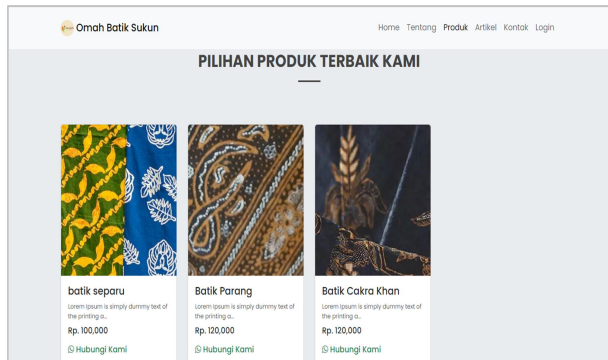 Omah Batik Sukun
Home Tentang Produk Artikel Kontak Login
PILIHAN PRODUK TERBAIK KAMI
batik separu
Lorem Ipsum is simply dummy text of
the printing a...
Rp. 100,000
Hubungi Kami
Batik Parang
Lorem Ipsum is simply dummy text of
the printing a...
Rp. 120,000
Hubungi Kami
Batik Cakra Khan
Lorem Ipsum is simply dummy text of
the printing a...
Rp. 120,000
Hubungi Kami